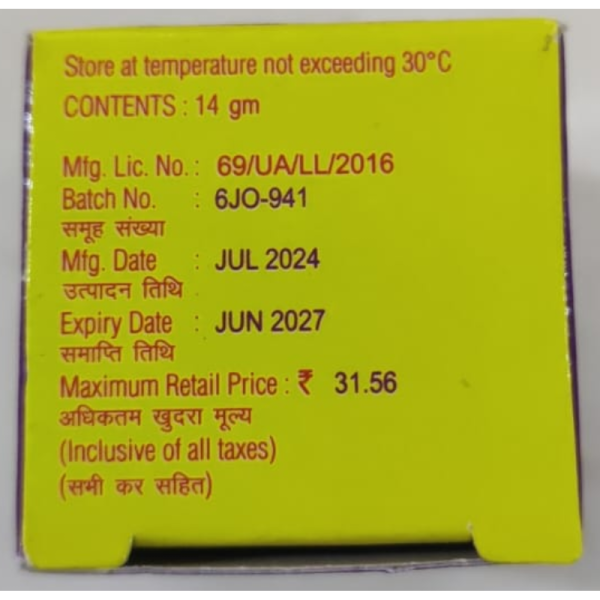 Store at temperature not exceeding 30°C
CONTENTS : 14 gm
Mfg. Lic. No. : 69/UA/LL/2016
Batch No. : 6JO-941
समूह संख्या
Mfg. Date : JUL 2024
उत्पादन तिथि
Expiry Date : JUN 2027
समाप्ति तिथि
Maximum Retail Price : ₹ 31.56
अधिकतम खुदरा मूल्य
(Inclusive of all taxes)
(सभी कर सहित)